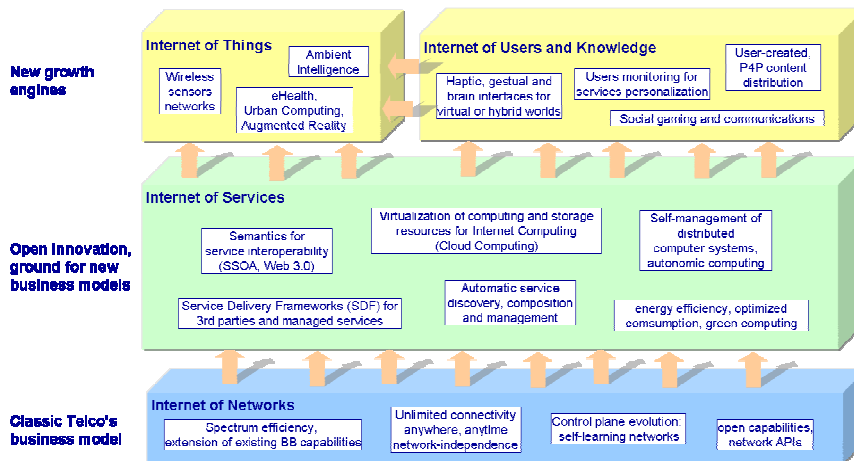 New growth
engines
Internet of Things
Wireless
sensors
networks
Ambient
Intelligence
eHealth,
Urban Computing,
Augmented Reality
Internet of Users and Knowledge
Haptic, gestual and
brain interfaces for
virtual or hybrid worlds
Users monitoring for
services personalization
User-created,
P4P content
distribution
Social gaming and communications
Open Innovation,
ground for new
business models
Internet of Services
Semantics for
service interoperability
(SSOA, Web 3.0)
Virtualization of computing and storage
resources for Internet Computing
(Cloud Computing)
Self-management of
distributed
computer systems,
autonomic computing
Service Delivery Frameworks (SDF) for
3rd parties and managed services
Automatic service
discovery, composition
and management
energy efficiency, optimized
comsumption, green computing
Classic Telco's
business model
Internet of Networks
Spectrum efficiency,
extension of existing BB capabilities
Unlimited connectivity
anywhere, anytime
network-independence
Control plane evolution:
self-learning networks
open capabilities,
network APIs